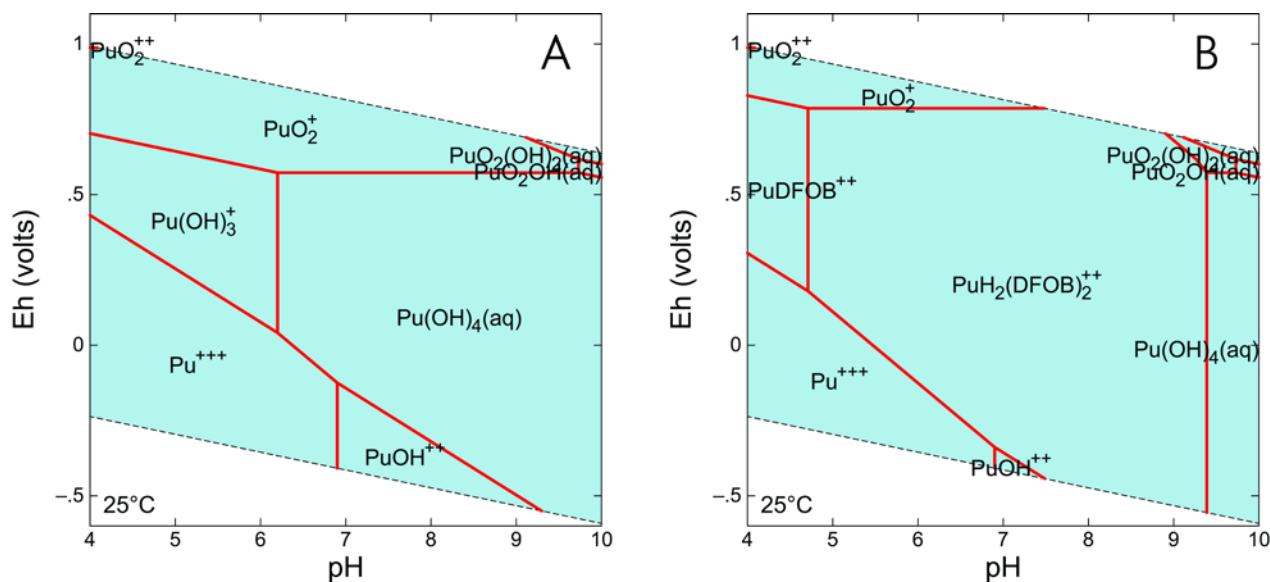 A
1
.5
0
–.5
Eh (volts)
4
5
6
7
8
9
10
pH
25°C
PuO₂⁺⁺
PuO₂⁺
PuO₂(OH)₂(aq)
PuO₂OH(aq)
Pu(OH)₃⁺
Pu(OH)₄(aq)
Pu⁺⁺⁺
PuOH⁺⁺
B
1
.5
0
–.5
Eh (volts)
4
5
6
7
8
9
10
pH
25°C
PuO₂⁺⁺
PuO₂⁺
PuO₂(OH)₂(aq)
PuO₂OH(aq)
PuDFOB⁺⁺
PuH₂(DFOB)₂⁺⁺
Pu(OH)₄(aq)
Pu⁺⁺⁺
PuOH⁺⁺